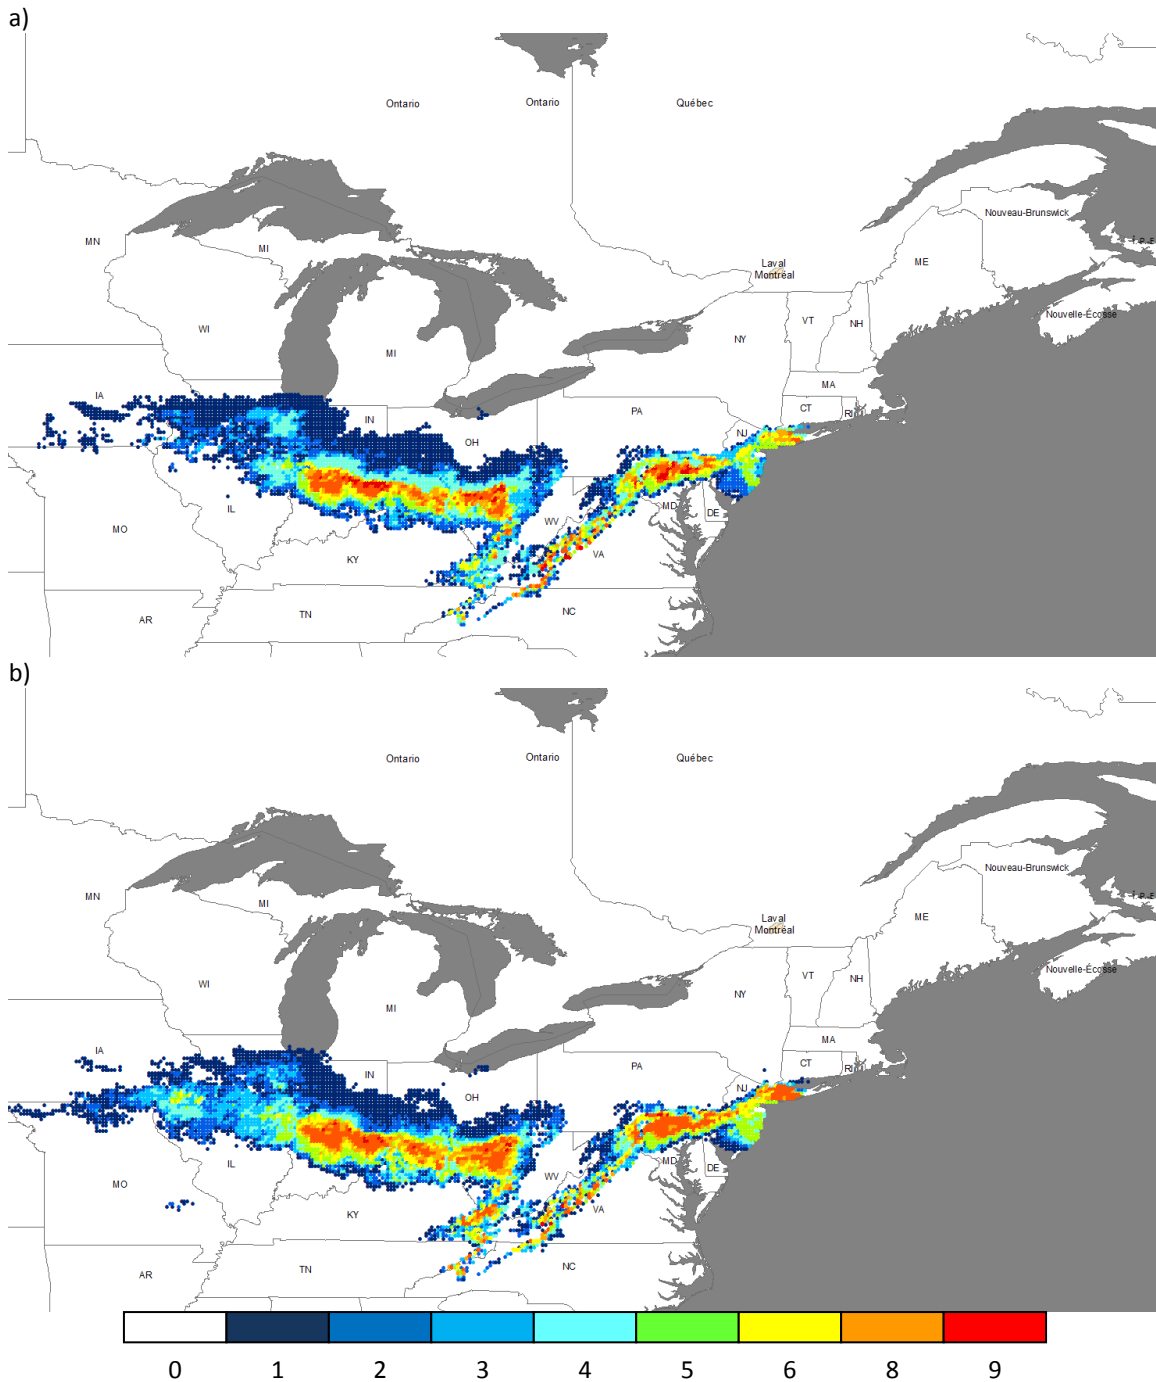 a)
Ontario Ontario Québec
Nouveau-Brunswick
MN MI Laval ME Î.-P.-É
Montréal
Nouvelle-Écosse
WI VT NH
NY
MI
MA
IA
CT
IN PA RI
OH NJ
IL MD DE
MO WV
KY VA
AR TN NC
b)
Ontario Ontario Québec
Nouveau-Brunswick
MN MI Laval ME Î.-P.-É
Montréal
Nouvelle-Écosse
WI VT NH
NY
MI
MA
IA
CT
IN PA RI
OH NJ
IL MD DE
MO WV
KY VA
AR TN NC
0 1 2 3 4 5 6 8 9